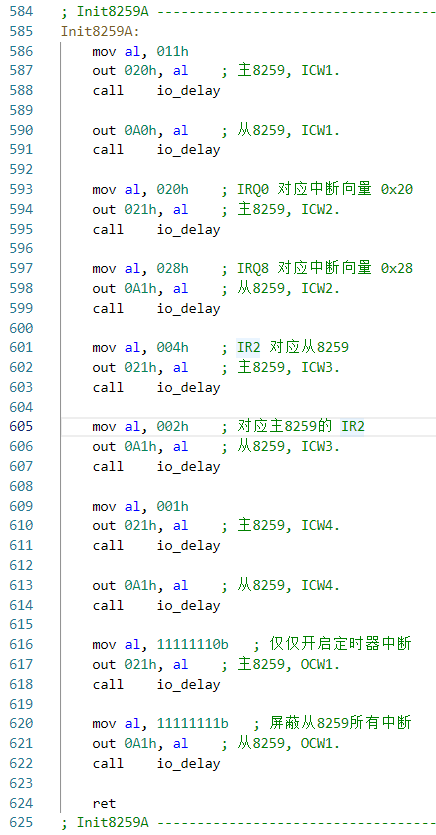 584 ; Init8259A ----------------------------------
585 Init8259A:
586 mov al, 011h
587 out 020h, al ; 主8259, ICW1.
588 call io_delay
589
590 out 0A0h, al ; 从8259, ICW1.
591 call io_delay
592
593 mov al, 020h ; IRQ0 对应中断向量 0x20
594 out 021h, al ; 主8259, ICW2.
595 call io_delay
596
597 mov al, 028h ; IRQ8 对应中断向量 0x28
598 out 0A1h, al ; 从8259, ICW2.
599 call io_delay
600
601 mov al, 004h ; IR2 对应从8259
602 out 021h, al ; 主8259, ICW3.
603 call io_delay
604
605 mov al, 002h ; 对应主8259的 IR2
606 out 0A1h, al ; 从8259, ICW3.
607 call io_delay
608
609 mov al, 001h
610 out 021h, al ; 主8259, ICW4.
611 call io_delay
612
613 out 0A1h, al ; 从8259, ICW4.
614 call io_delay
615
616 mov al, 11111110b ; 仅仅开启定时器中断
617 out 021h, al ; 主8259, OCW1.
618 call io_delay
619
620 mov al, 11111111b ; 屏蔽从8259所有中断
621 out 0A1h, al ; 从8259, OCW1.
622 call io_delay
623
624 ret
625 ; Init8259A ----------------------------------